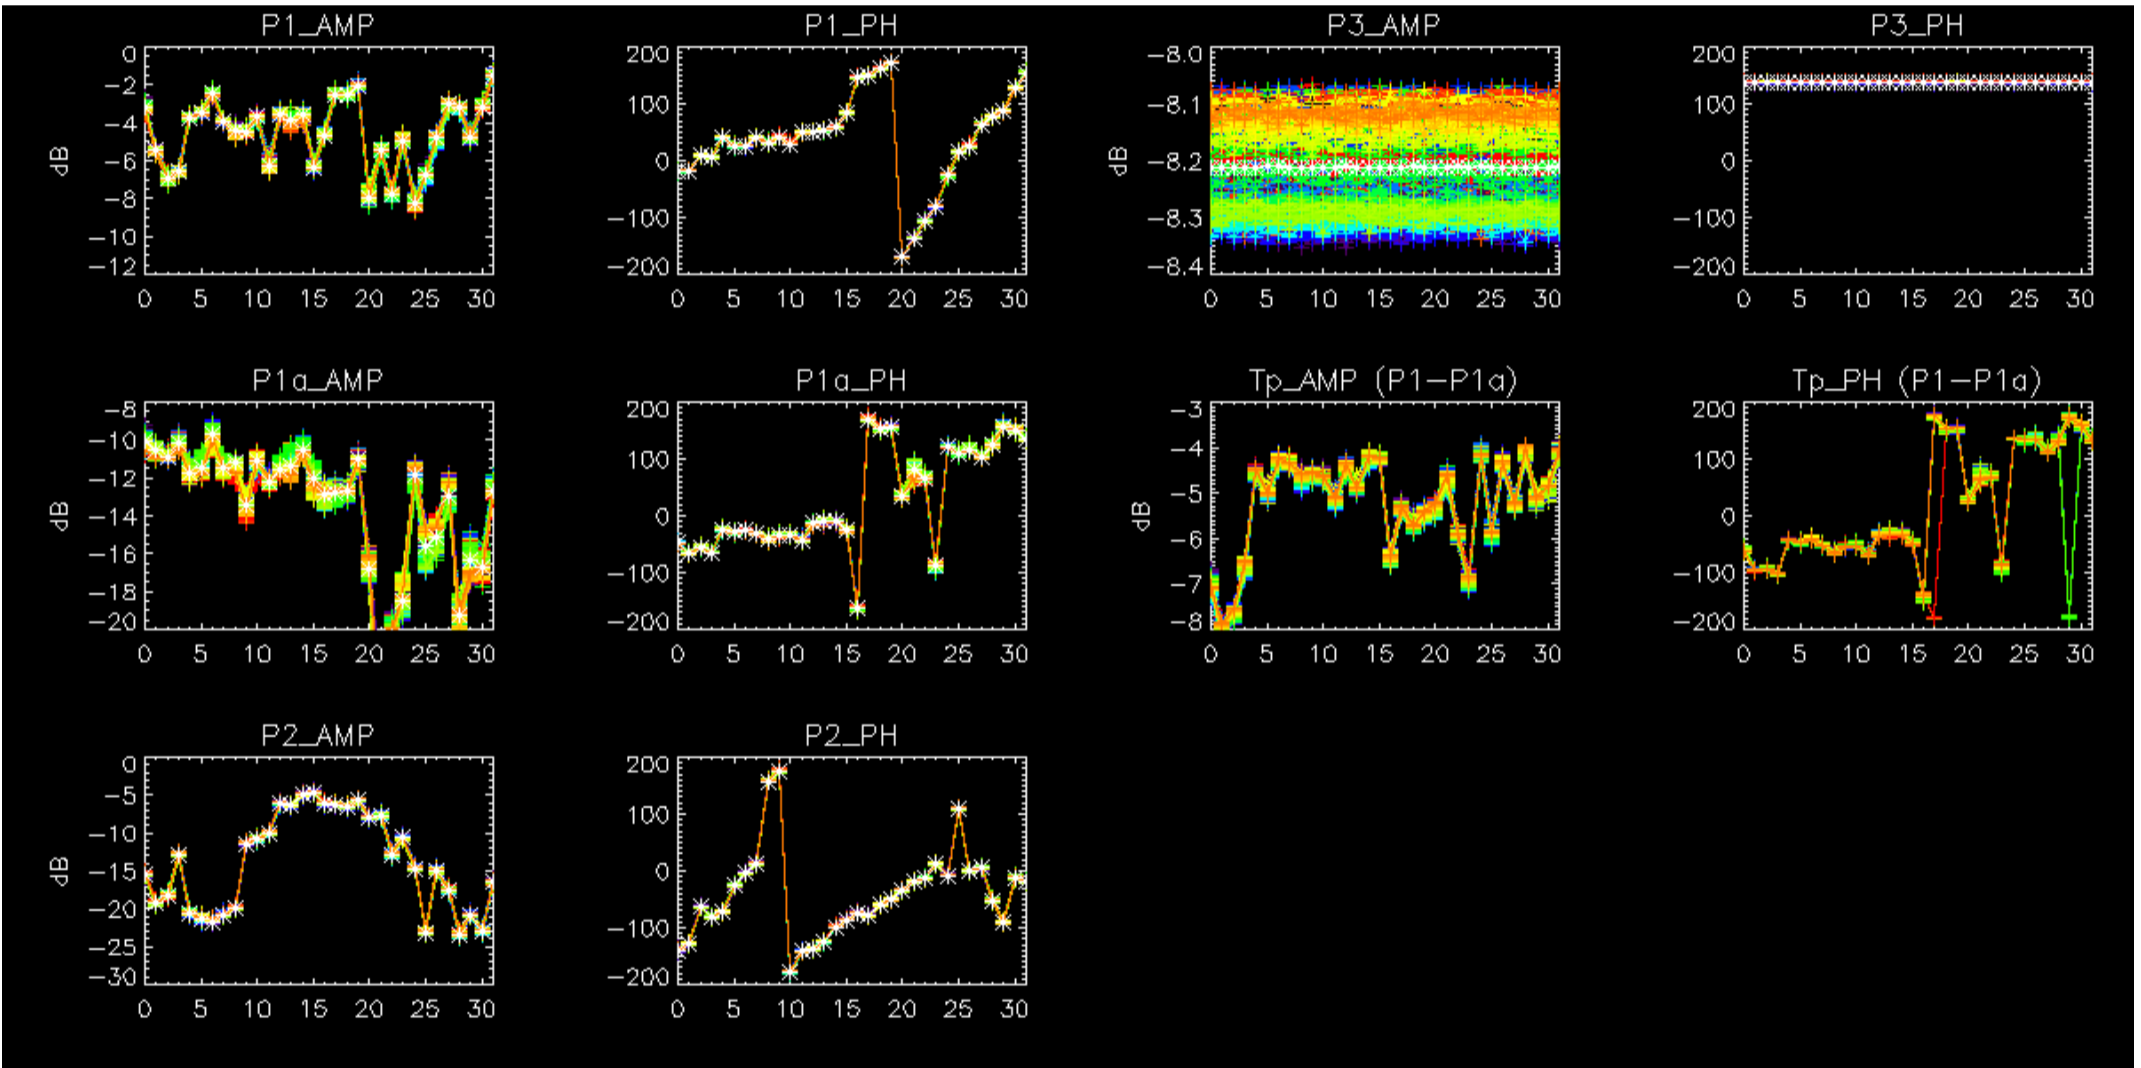 P1_AMP
0
−2
−4
−6
−8
−10
−12
dB
0 5 10 15 20 25 30
P1_PH
200
100
0
−100
−200
0 5 10 15 20 25 30
P3_AMP
−8.0
−8.1
−8.2
−8.3
−8.4
dB
0 5 10 15 20 25 30
P3_PH
200
100
0
−100
−200
0 5 10 15 20 25 30
P1a_AMP
−8
−10
−12
−14
−16
−18
−20
dB
0 5 10 15 20 25 30
P1a_PH
200
100
0
−100
−200
0 5 10 15 20 25 30
Tp_AMP (P1−P1a)
−3
−4
−5
−6
−7
−8
dB
0 5 10 15 20 25 30
Tp_PH (P1−P1a)
200
100
0
−100
−200
0 5 10 15 20 25 30
P2_AMP
0
−5
−10
−15
−20
−25
−30
dB
0 5 10 15 20 25 30
P2_PH
200
100
0
−100
−200
0 5 10 15 20 25 30